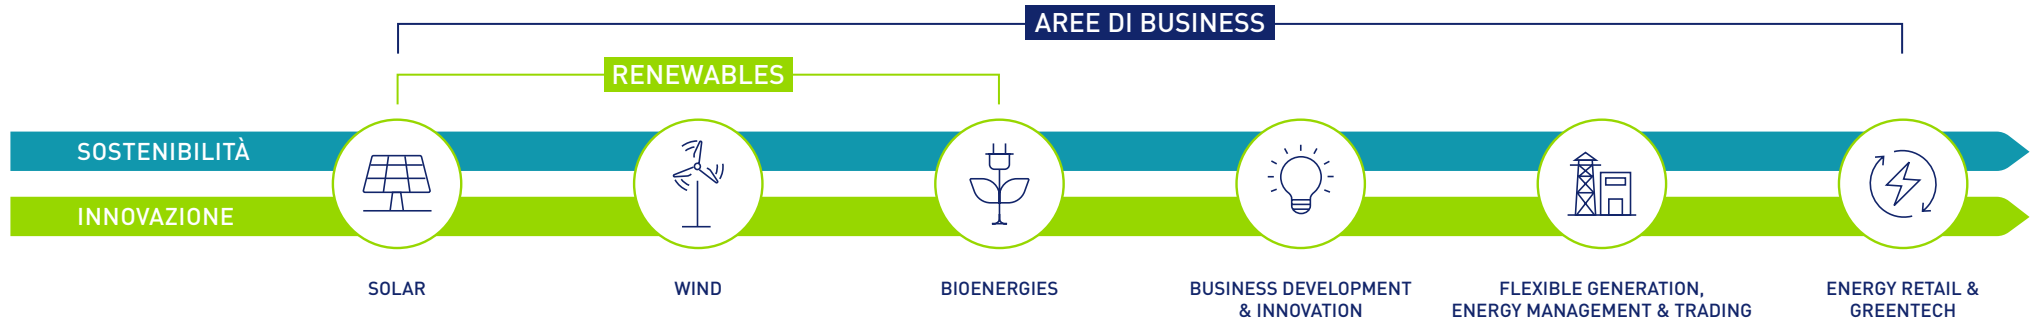 AREE DI BUSINESS
RENEWABLES
SOSTENIBILITÀ
INNOVAZIONE
SOLAR
WIND
BIOENERGIES
BUSINESS DEVELOPMENT
& INNOVATION
FLEXIBLE GENERATION,
ENERGY MANAGEMENT & TRADING
ENERGY RETAIL &
GREENTECH